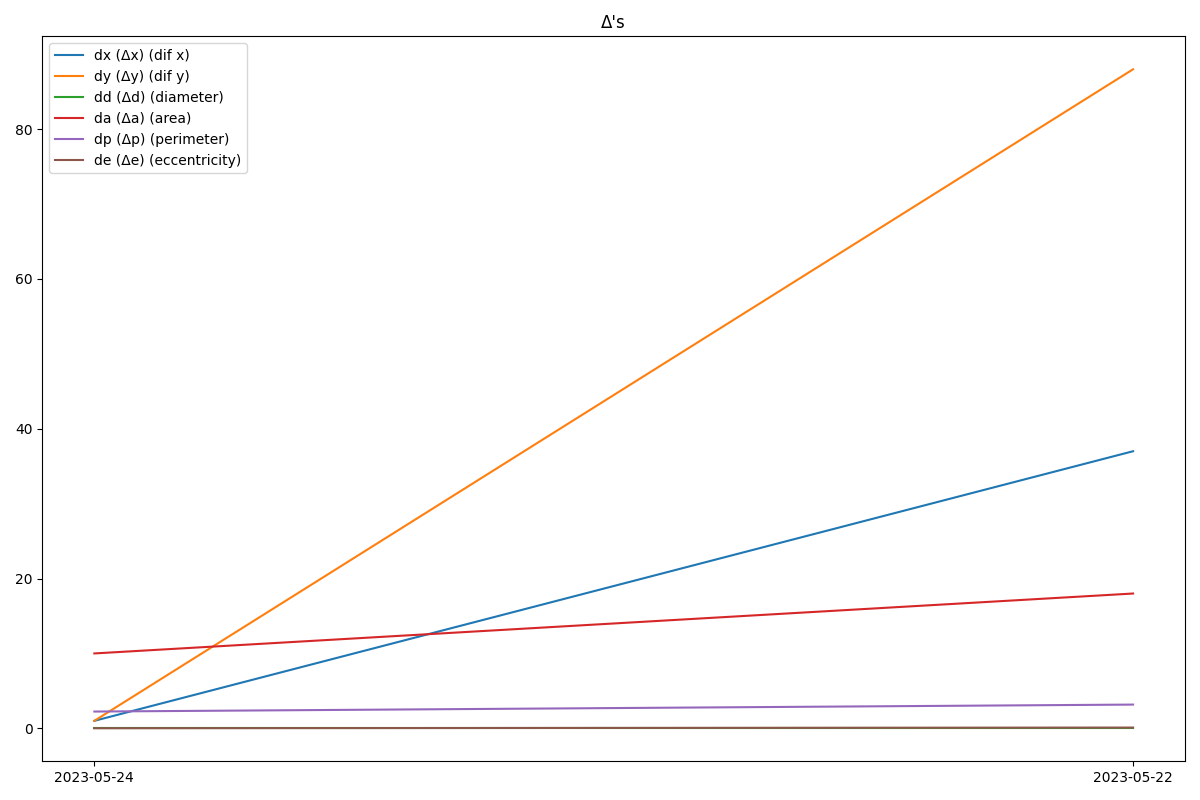 Δ's
dx (Δx) (dif x)
dy (Δy) (dif y)
dd (Δd) (diameter)
da (Δa) (area)
dp (Δp) (perimeter)
de (Δe) (eccentricity)
80
60
40
20
0
2023-05-24
2023-05-22